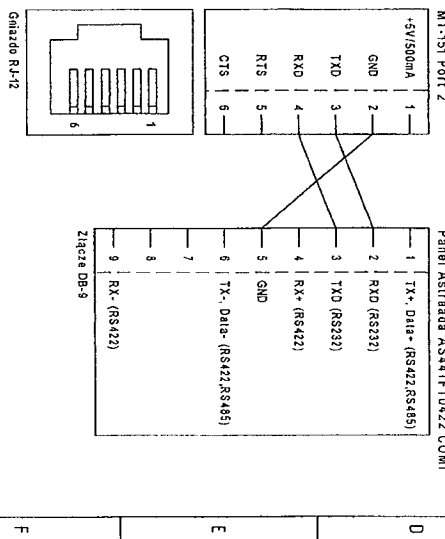 MT-151 Port 2
+5V/500mA 1
GND 2
TXD 3
RXD 4
RTS 5
CTS 6
Gniazdo RJ-12
1
6
Panel Astraada AS44TFT0422 COM1
1 TX+, Data+ (RS422,RS485)
2 RXD (RS232)
3 TXD (RS232)
4 RX+ (RS422)
5 GND
6 TX-, Data- (RS422,RS485)
7
8
9 RX- (RS422)
Złącze DB-9
D
E
F